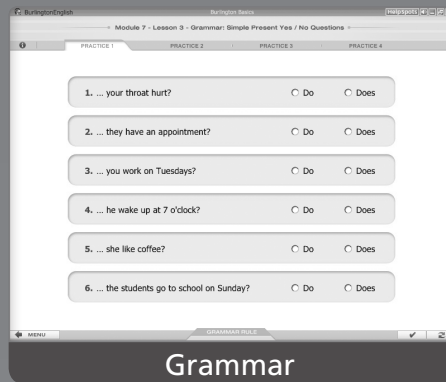 BurlingtonEnglish
Burlington Basics
HelpSpots
Module 7 - Lesson 3 - Grammar: Simple Present Yes / No Questions
PRACTICE 1 PRACTICE 2 PRACTICE 3 PRACTICE 4
1. ... your throat hurt? Do Does
2. ... they have an appointment? Do Does
3. ... you work on Tuesdays? Do Does
4. ... he wake up at 7 o'clock? Do Does
5. ... she like coffee? Do Does
6. ... the students go to school on Sunday? Do Does
MENU GRAMMAR RULE
Grammar